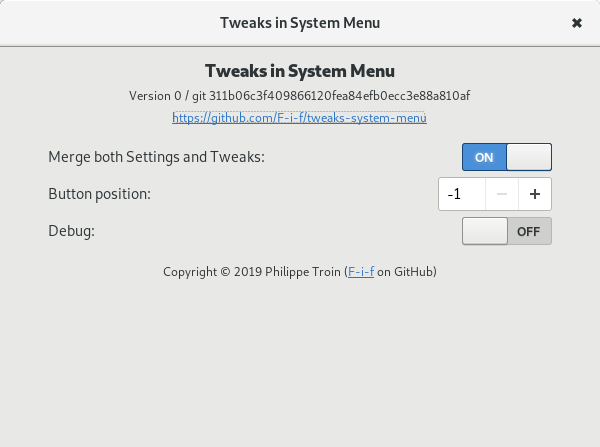 Tweaks in System Menu
Tweaks in System Menu
Version 0 / git 311b06c3f409866120fea84efb0ecc3e88a810af
https://github.com/F-i-f/tweaks-system-menu
Merge both Settings and Tweaks: ON
Button position: -1
Debug: OFF
Copyright © 2019 Philippe Troin (F-i-f on GitHub)